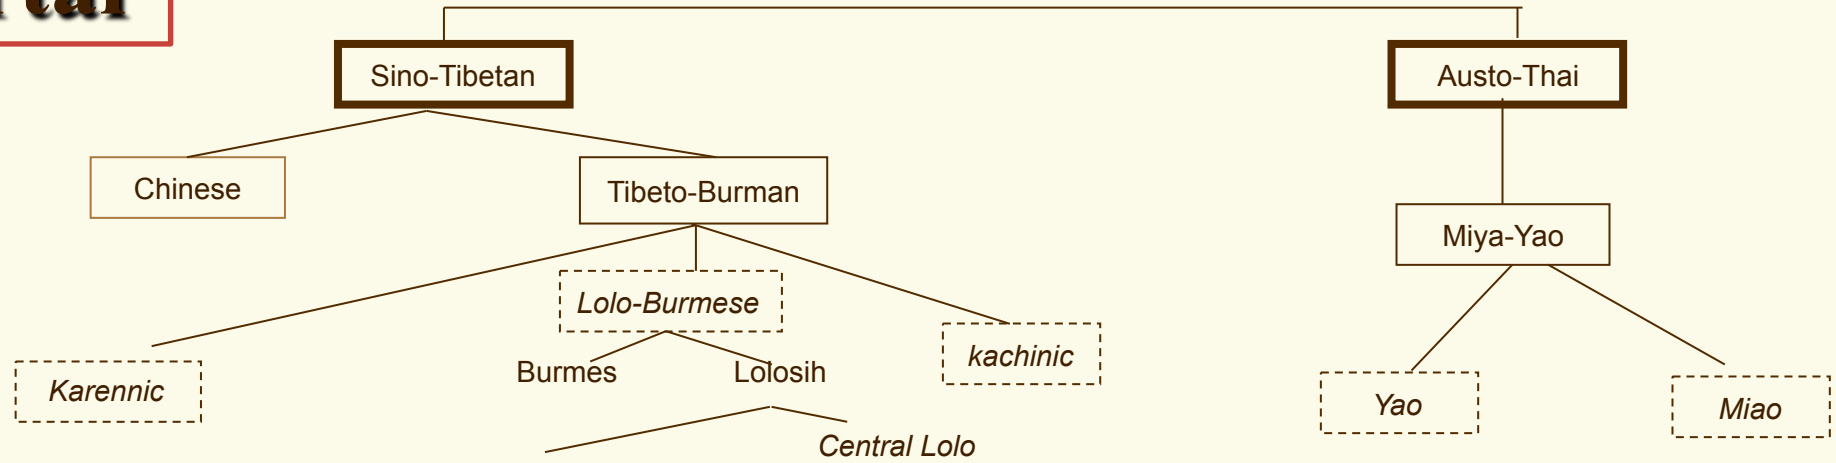 Sino-Tibetan
Austo-Thai
Chinese
Tibeto-Burman
Miya-Yao
Lolo-Burmese
kachinic
Burmes
Lolosih
Karennic
Yao
Miao
Central Lolo